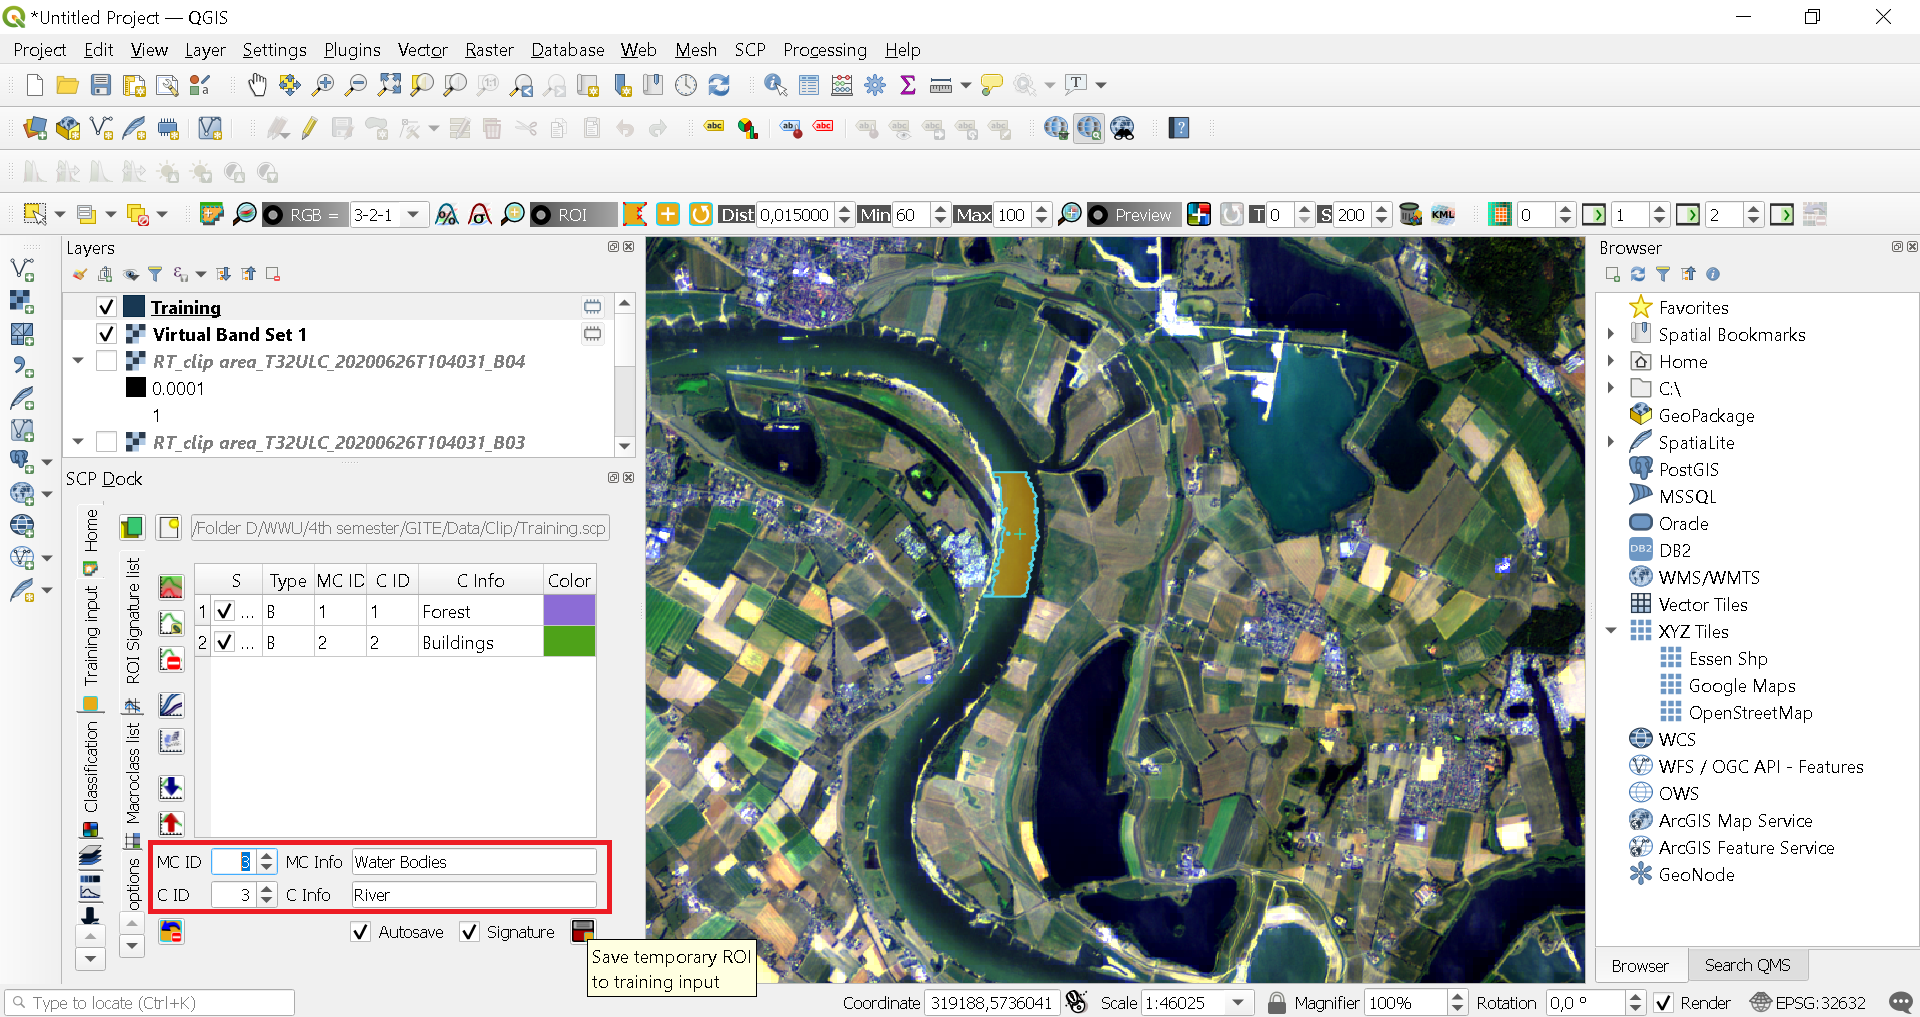 *Untitled Project — QGIS
Project Edit View Layer Settings Plugins Vector Raster Database Web Mesh SCP Processing Help
RGB = 3-2-1 ROI Dist 0,015000 Min 60 Max 100 Preview T 0 S 200 KML 0 1 2
Layers
Training
Virtual Band Set 1
RT_clip area_T32ULC_20200626T104031_B04
0.0001
1
RT_clip area_T32ULC_20200626T104031_B03
SCP Dock
/Folder D/WWU/4th semester/GITE/Data/Clip/Training.scp
Home
Training input
Classification
ROI Signature list
Macroclass list
options
S Type MC ID C ID C Info Color
1 ... B 1 1 Forest
2 ... B 2 2 Buildings
MC ID 3 MC Info Water Bodies
C ID 3 C Info River
Autosave Signature
Save temporary ROI
to training input
Browser
Favorites
Spatial Bookmarks
Home
C:\
GeoPackage
SpatiaLite
PostGIS
MSSQL
Oracle
DB2 DB2
WMS/WMTS
Vector Tiles
XYZ Tiles
Essen Shp
Google Maps
OpenStreetMap
WCS
WFS / OGC API - Features
OWS
ArcGIS Map Service
ArcGIS Feature Service
GeoNode
Browser Search QMS
Type to locate (Ctrl+K) Coordinate 319188,5736041 Scale 1:46025 Magnifier 100% Rotation 0,0 ° Render EPSG:32632